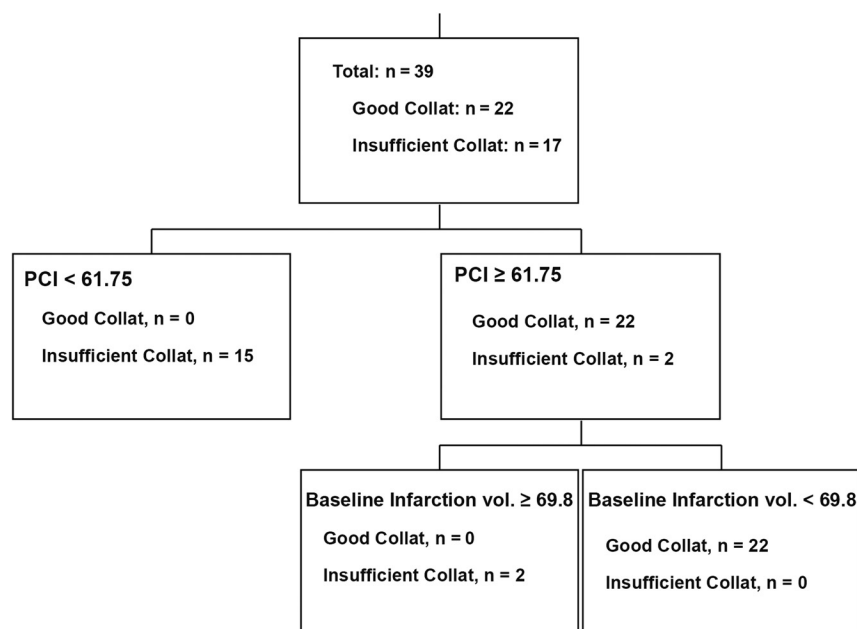 Total: n = 39
Good Collat: n = 22
Insufficient Collat: n = 17
PCI < 61.75
Good Collat, n = 0
Insufficient Collat, n = 15
PCI ≥ 61.75
Good Collat, n = 22
Insufficient Collat, n = 2
Baseline Infarction vol. ≥ 69.8
Good Collat, n = 0
Insufficient Collat, n = 2
Baseline Infarction vol. < 69.8
Good Collat, n = 22
Insufficient Collat, n = 0